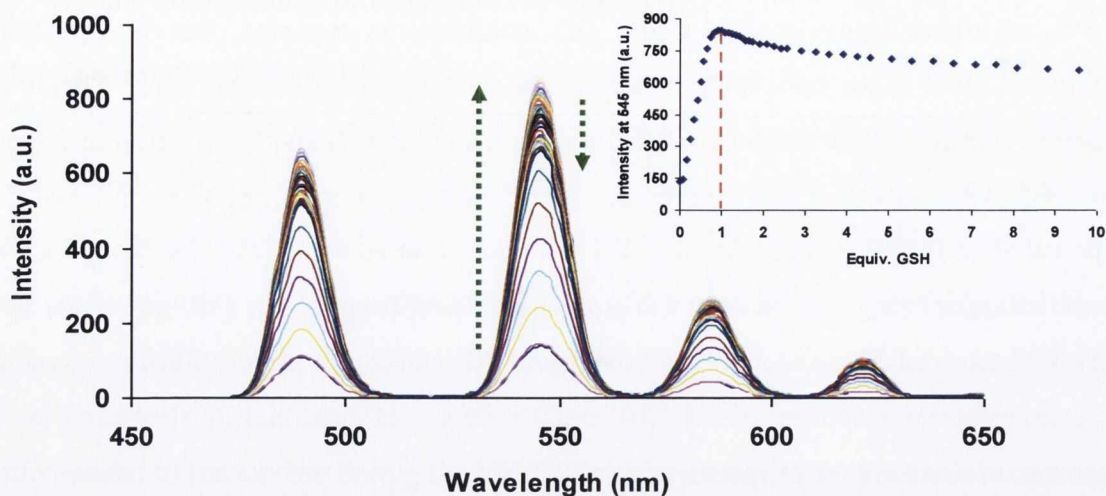 1000
800
600
400
200
0
Intensity (a.u.)
450 500 550 600 650
Wavelength (nm)
900
750
600
450
300
150
0
Intensity at 545 nm (a.u.)
0 1 2 3 4 5 6 7 8 9 10
Equiv. GSH